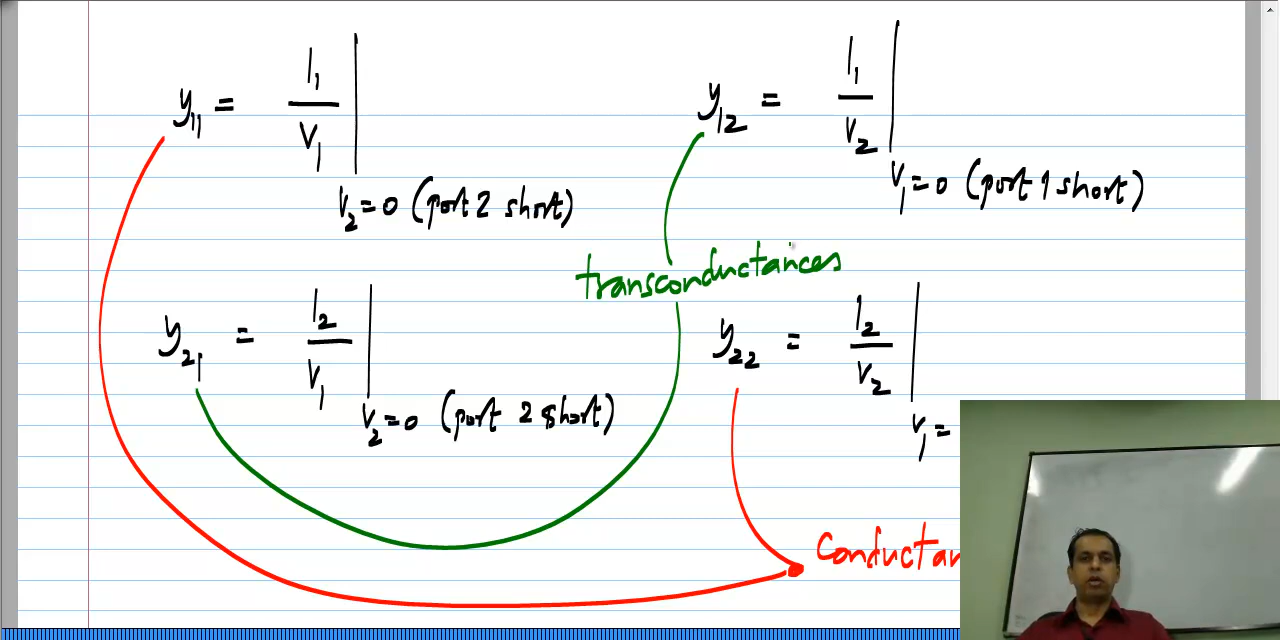 y11 = I1/V1 | V2 = 0 (port 2 short)
y12 = I1/V2 | V1 = 0 (port 1 short)
transconductances
y21 = I2/V1 | V2 = 0 (port 2 short)
y22 = I2/V2 | V1 =
Conductan